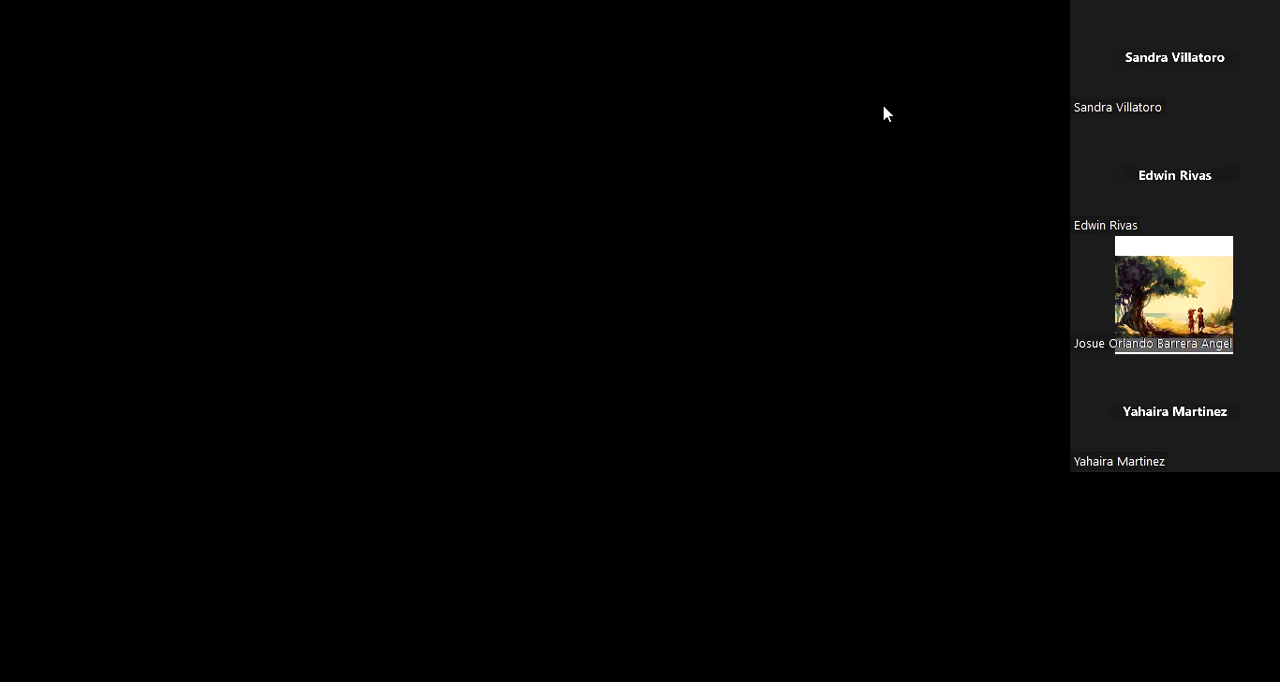 Sandra Villatoro
Sandra Villatoro
Edwin Rivas
Edwin Rivas
Josue Orlando Barrera Angel
Yahaira Martinez
Yahaira Martinez